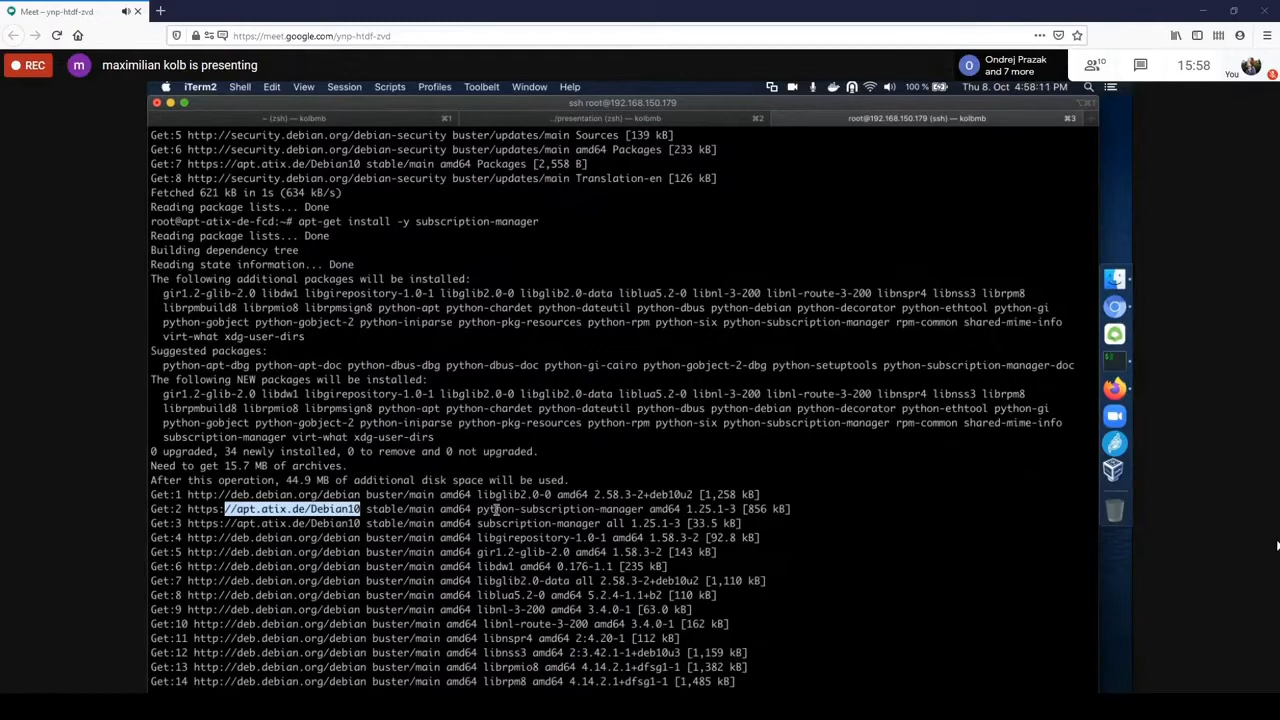 Meet – ynp-htdf-zvd
https://meet.google.com/ynp-htdf-zvd
REC
m
maximilian kolb is presenting
O
Ondrej Prazak
and 7 more
10
15:58
You
iTerm2 Shell Edit View Session Scripts Profiles Toolbelt Window Help
100 %
Thu 8. Oct 4:58:11 PM
ssh root@192.168.150.179
~ (zsh) — kolbmb ⌘1
../presentation (zsh) — kolbmb ⌘2
root@192.168.150.179 (ssh) — kolbmb ⌘3
Get:5 http://security.debian.org/debian-security buster/updates/main Sources [139 kB]
Get:6 http://security.debian.org/debian-security buster/updates/main amd64 Packages [233 kB]
Get:7 https://apt.atix.de/Debian10 stable/main amd64 Packages [2,558 B]
Get:8 http://security.debian.org/debian-security buster/updates/main Translation-en [126 kB]
Fetched 621 kB in 1s (634 kB/s)
Reading package lists... Done
root@apt-atix-de-fcd:~# apt-get install -y subscription-manager
Reading package lists... Done
Building dependency tree
Reading state information... Done
The following additional packages will be installed:
gir1.2-glib-2.0 libdw1 libgirepository-1.0-1 libglib2.0-0 libglib2.0-data liblua5.2-0 libnl-3-200 libnl-route-3-200 libnspr4 libnss3 librpm8
librpmbuild8 librpmio8 librpmsign8 python-apt python-chardet python-dateutil python-dbus python-debian python-decorator python-ethtool python-gi
python-gobject python-gobject-2 python-iniparse python-pkg-resources python-rpm python-six python-subscription-manager rpm-common shared-mime-info
virt-what xdg-user-dirs
Suggested packages:
python-apt-dbg python-apt-doc python-dbus-dbg python-dbus-doc python-gi-cairo python-gobject-2-dbg python-setuptools python-subscription-manager-doc
The following NEW packages will be installed:
gir1.2-glib-2.0 libdw1 libgirepository-1.0-1 libglib2.0-0 libglib2.0-data liblua5.2-0 libnl-3-200 libnl-route-3-200 libnspr4 libnss3 librpm8
librpmbuild8 librpmio8 librpmsign8 python-apt python-chardet python-dateutil python-dbus python-debian python-decorator python-ethtool python-gi
python-gobject python-gobject-2 python-iniparse python-pkg-resources python-rpm python-six python-subscription-manager rpm-common shared-mime-info
subscription-manager virt-what xdg-user-dirs
0 upgraded, 34 newly installed, 0 to remove and 0 not upgraded.
Need to get 15.7 MB of archives.
After this operation, 44.9 MB of additional disk space will be used.
Get:1 http://deb.debian.org/debian buster/main amd64 libglib2.0-0 amd64 2.58.3-2+deb10u2 [1,258 kB]
Get:2 https://apt.atix.de/Debian10 stable/main amd64 python-subscription-manager amd64 1.25.1-3 [856 kB]
Get:3 https://apt.atix.de/Debian10 stable/main amd64 subscription-manager all 1.25.1-3 [33.5 kB]
Get:4 http://deb.debian.org/debian buster/main amd64 libgirepository-1.0-1 amd64 1.58.3-2 [92.8 kB]
Get:5 http://deb.debian.org/debian buster/main amd64 gir1.2-glib-2.0 amd64 1.58.3-2 [143 kB]
Get:6 http://deb.debian.org/debian buster/main amd64 libdw1 amd64 0.176-1.1 [235 kB]
Get:7 http://deb.debian.org/debian buster/main amd64 libglib2.0-data all 2.58.3-2+deb10u2 [1,110 kB]
Get:8 http://deb.debian.org/debian buster/main amd64 liblua5.2-0 amd64 5.2.4-1.1+b2 [110 kB]
Get:9 http://deb.debian.org/debian buster/main amd64 libnl-3-200 amd64 3.4.0-1 [63.0 kB]
Get:10 http://deb.debian.org/debian buster/main amd64 libnl-route-3-200 amd64 3.4.0-1 [162 kB]
Get:11 http://deb.debian.org/debian buster/main amd64 libnspr4 amd64 2:4.20-1 [112 kB]
Get:12 http://deb.debian.org/debian buster/main amd64 libnss3 amd64 2:3.42.1-1+deb10u3 [1,159 kB]
Get:13 http://deb.debian.org/debian buster/main amd64 librpmio8 amd64 4.14.2.1+dfsg1-1 [1,382 kB]
Get:14 http://deb.debian.org/debian buster/main amd64 librpm8 amd64 4.14.2.1+dfsg1-1 [1,485 kB]